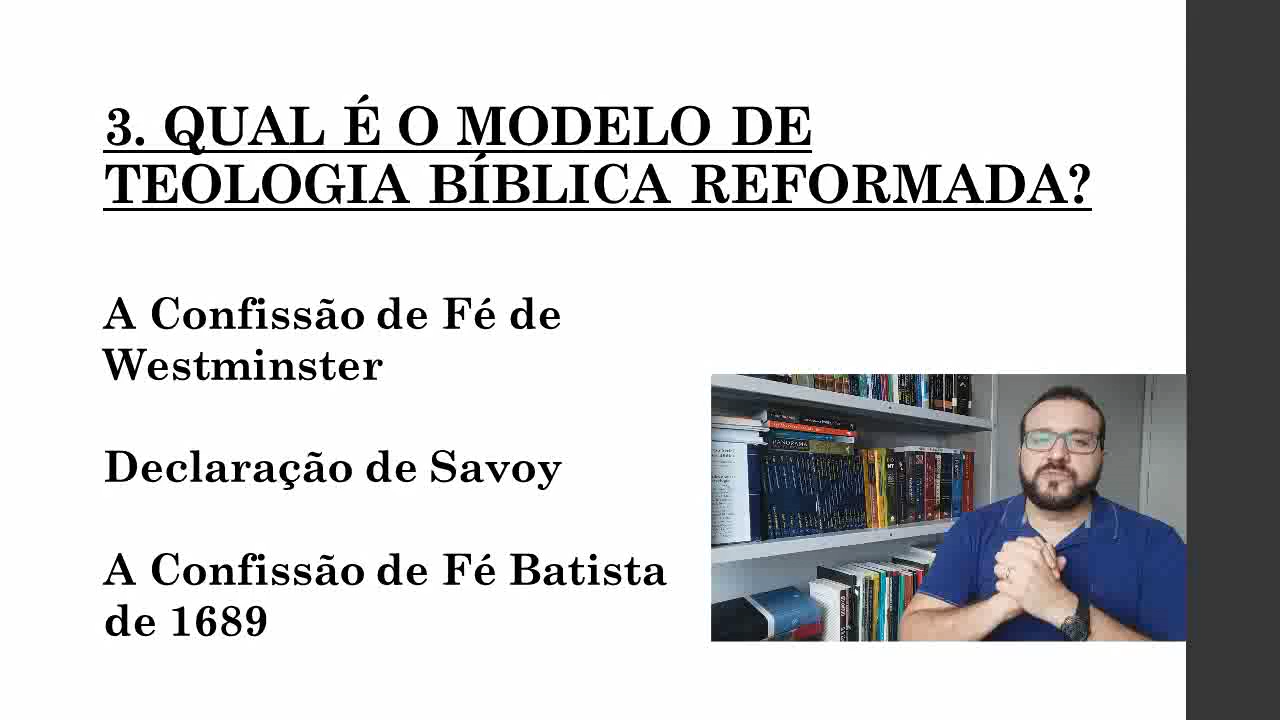 3. QUAL É O MODELO DE
TEOLOGIA BÍBLICA REFORMADA?
A Confissão de Fé de
Westminster
Declaração de Savoy
A Confissão de Fé Batista
de 1689
PANORAMA